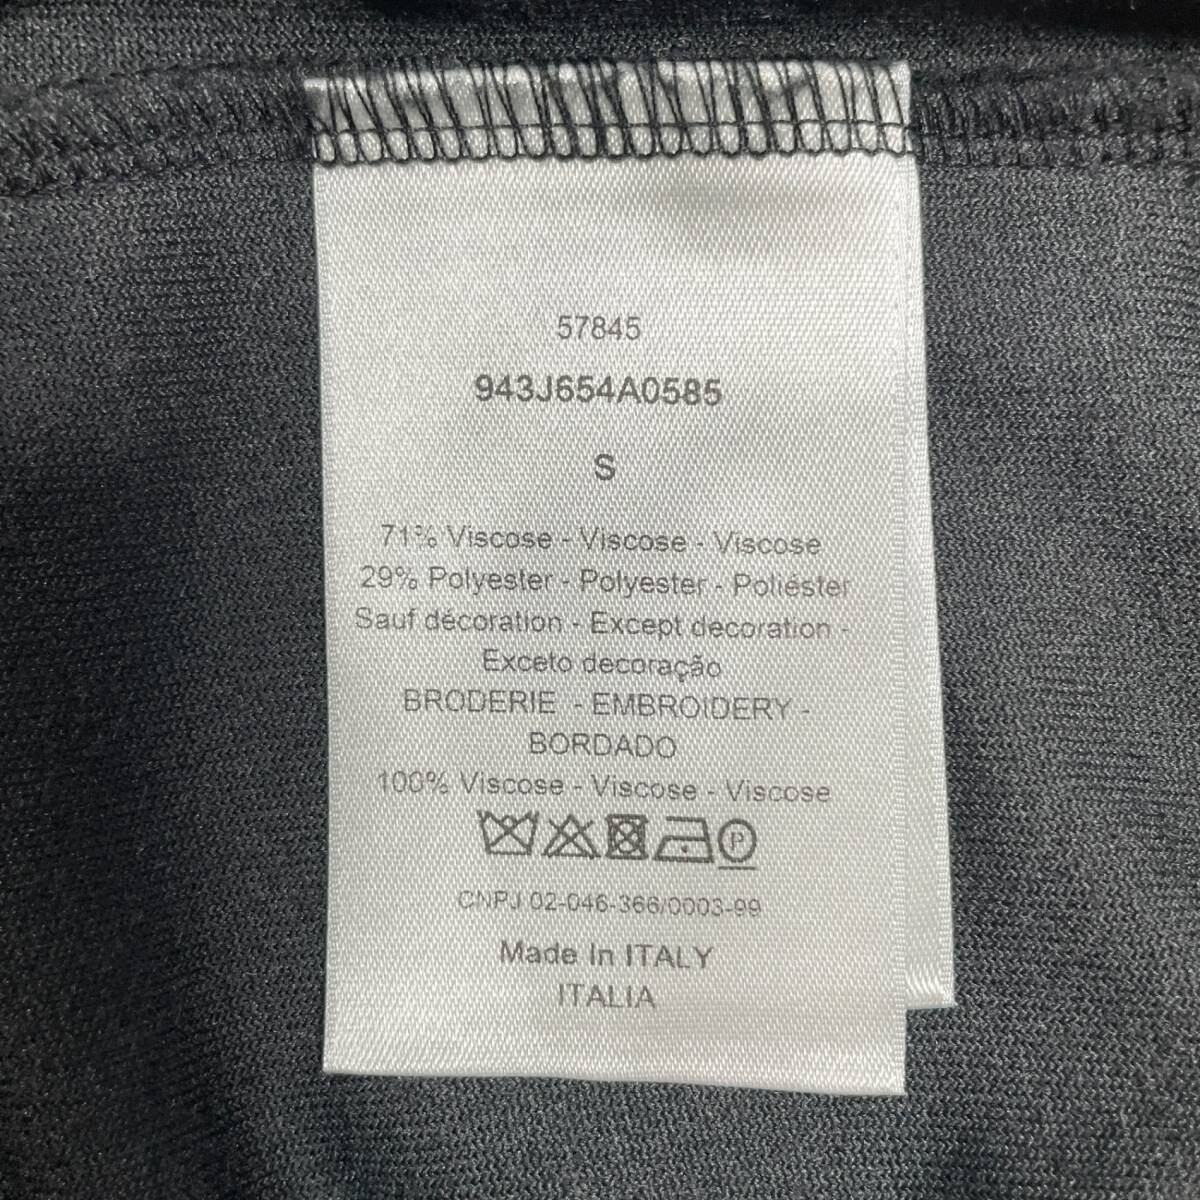 57845
943J654A0585
S
71% Viscose - Viscose - Viscose
29% Polyester - Polyester - Poliéster
Sauf décoration - Except decoration -
Exceto decoração
BRODERIE - EMBROIDERY -
BORDADO
100% Viscose - Viscose - Viscose
P
CNPJ 02-046-366/0003-99
Made In ITALY
ITALIA